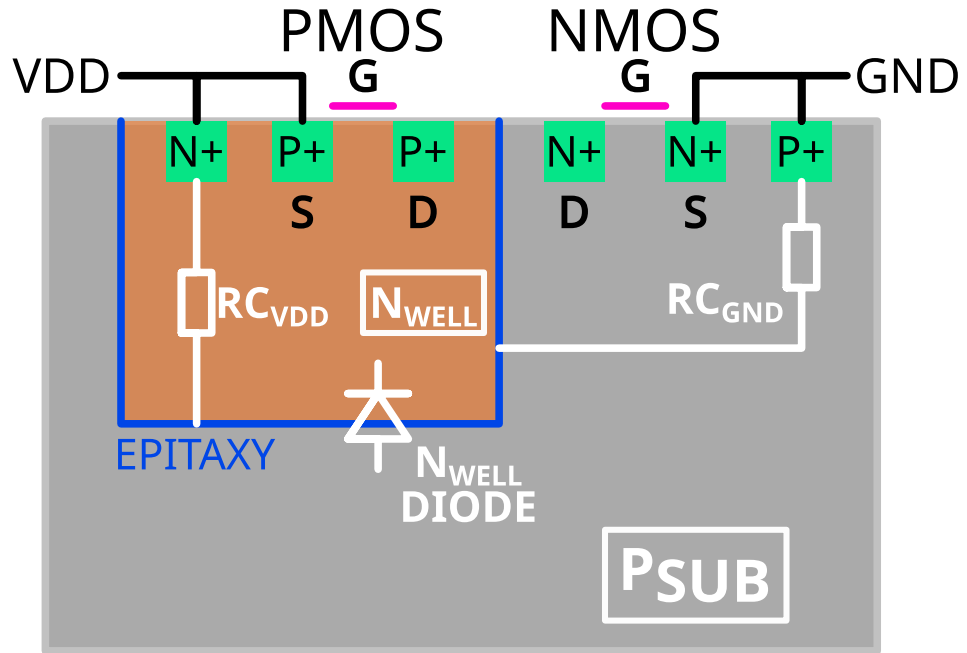 PMOS NMOS
VDD G G GND
N+ P+ P+ N+ N+ P+
S D D S
RCVDD NWELL RCGND
EPITAXY
NWELL
DIODE
PSUB